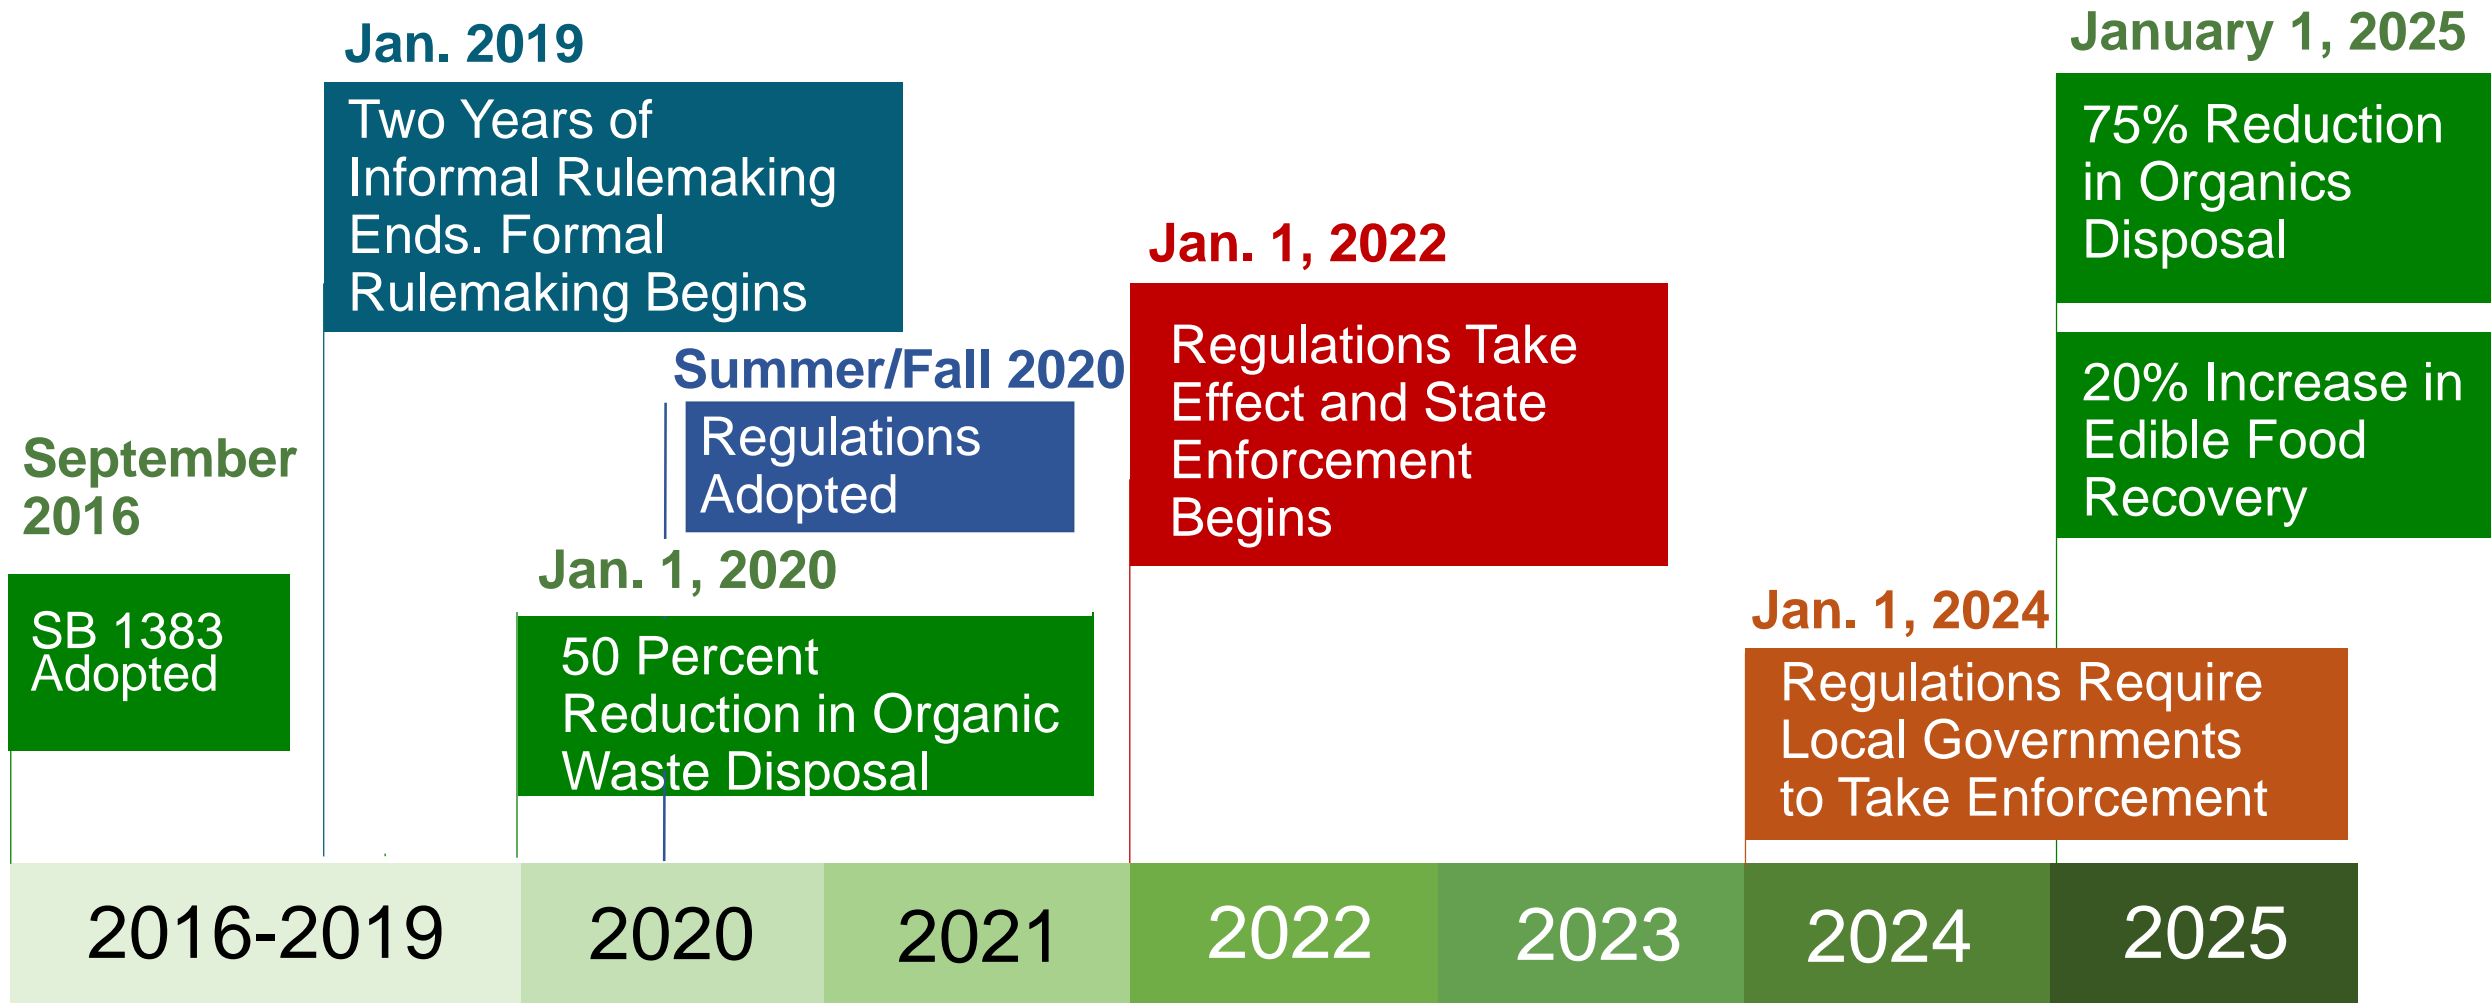 Jan. 2019
Two Years of
Informal Rulemaking
Ends. Formal
Rulemaking Begins
January 1, 2025
75% Reduction
in Organics
Disposal
20% Increase in
Edible Food
Recovery
Jan. 1, 2022
Regulations Take
Effect and State
Enforcement
Begins
Summer/Fall 2020
Regulations
Adopted
September
2016
SB 1383
Adopted
Jan. 1, 2020
50 Percent
Reduction in Organic
Waste Disposal
Jan. 1, 2024
Regulations Require
Local Governments
to Take Enforcement
2016-2019
2020
2021
2022
2023
2024
2025